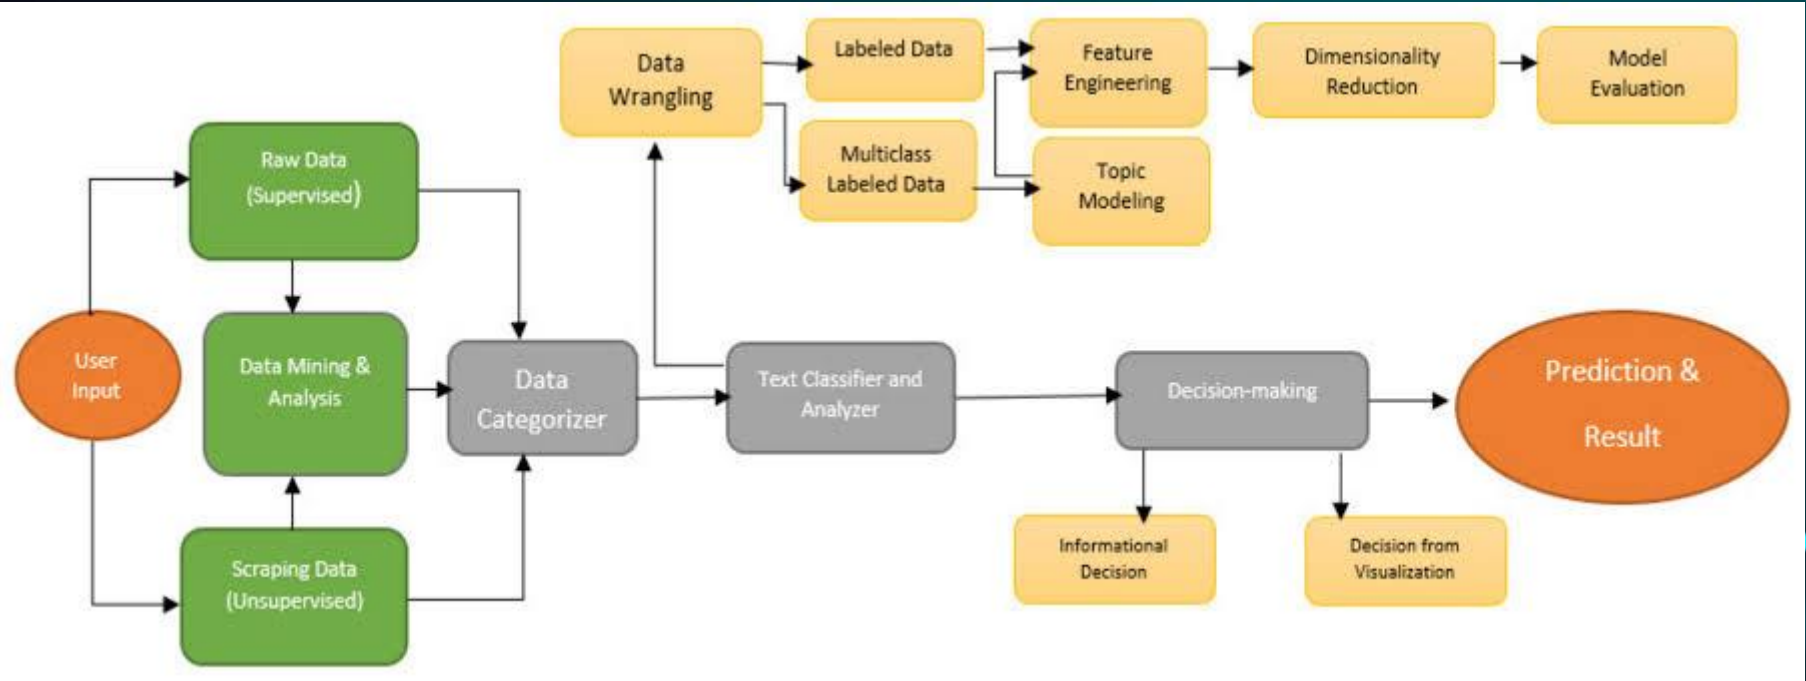 Data
Wrangling
Labeled Data
Feature
Engineering
Dimensionality
Reduction
Model
Evaluation
Multiclass
Labeled Data
Topic
Modeling
Raw Data
(Supervised)
User
Input
Data Mining &
Analysis
Data
Categorizer
Text Classifier and
Analyzer
Decision-making
Prediction &
Result
Scraping Data
(Unsupervised)
Informational
Decision
Decision from
Visualization